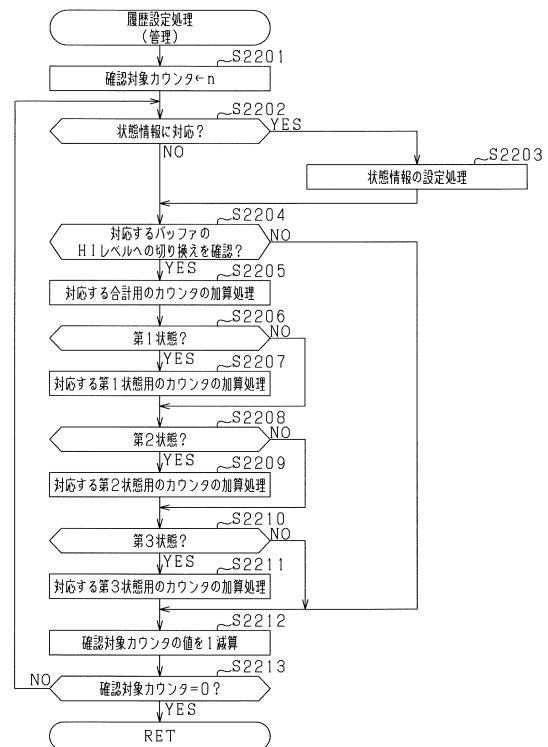 履歴設定処理
(管理)
S2201
確認対象カウンタ←n
S2202
状態情報に対応?
YES
NO
S2203
状態情報の設定処理
S2204
対応するバッファの
HIレベルへの切り換えを確認?
NO
YES
S2205
対応する合計用のカウンタの加算処理
S2206
第1状態?
NO
YES
S2207
対応する第1状態用のカウンタの加算処理
S2208
第2状態?
NO
YES
S2209
対応する第2状態用のカウンタの加算処理
S2210
第3状態?
NO
YES
S2211
対応する第3状態用のカウンタの加算処理
S2212
確認対象カウンタの値を1減算
S2213
NO
確認対象カウンタ=0?
YES
RET